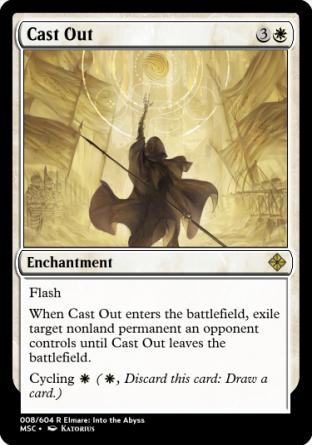 Cast Out 3
Enchantment
Flash
When Cast Out enters the battlefield, exile
target nonland permanent an opponent
controls until Cast Out leaves the
battlefield.
Cycling ( , Discard this card: Draw a
card.)
008/604 R Elmare: Into the Abyss
MSC • Katorius